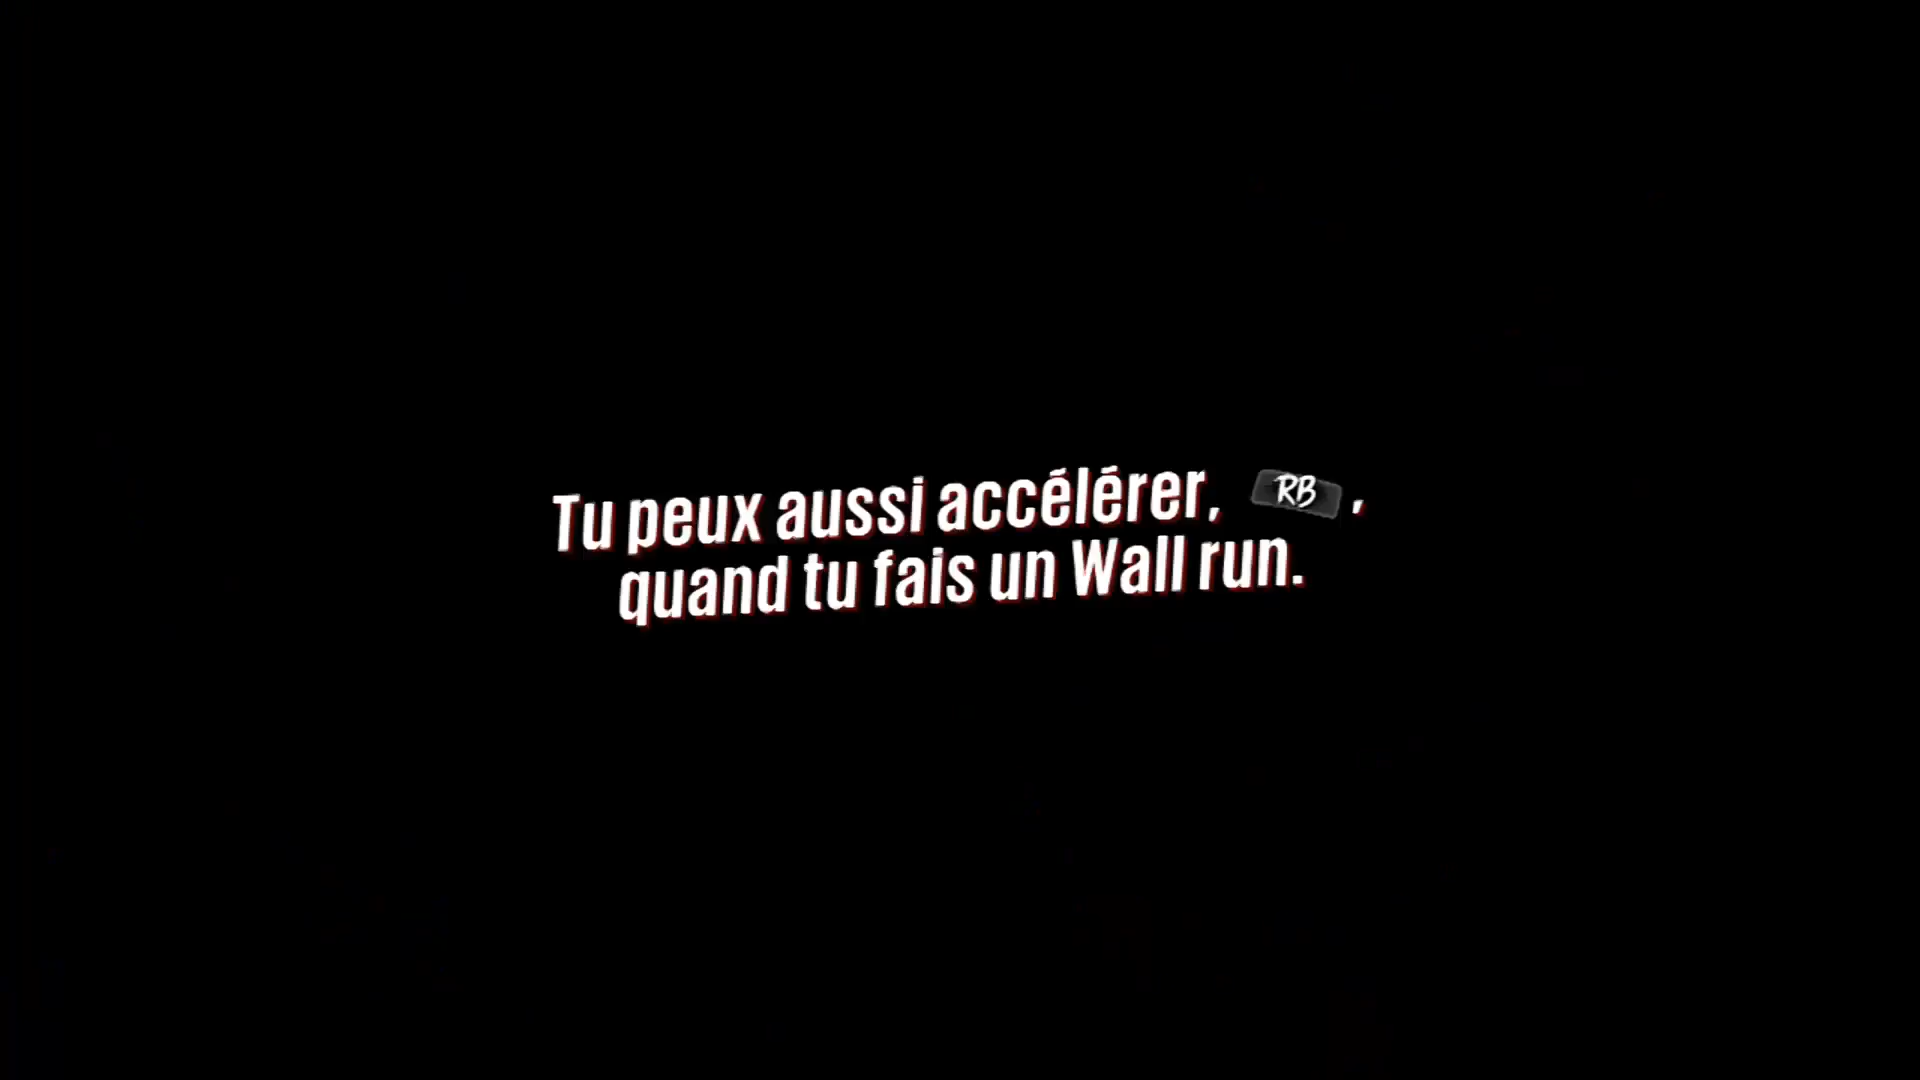 Tu peux aussi accélérer, RB,
quand tu fais un Wall run.